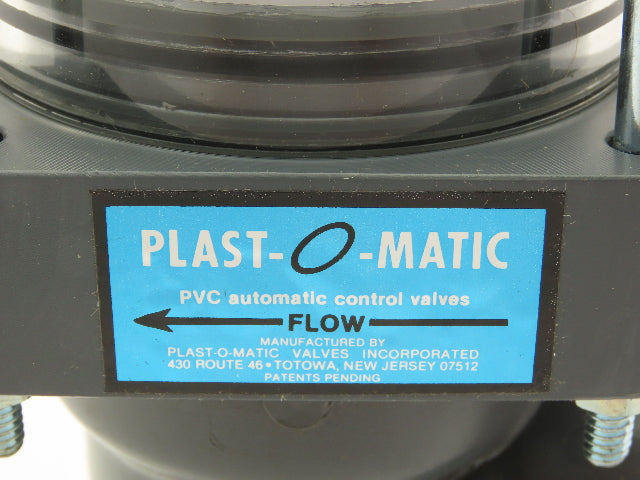 PLAST-O-MATIC
PVC automatic control valves
FLOW
MANUFACTURED BY
PLAST-O-MATIC VALVES INCORPORATED
430 ROUTE 46 • TOTOWA, NEW JERSEY 07512
PATENTS PENDING